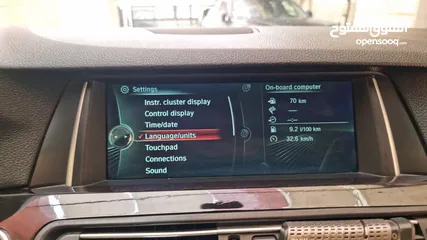 السوق المفتوح
opensooq.com
Settings
Instr. cluster display
Control display
Time/date
Language/units
Touchpad
Connections
Sound
On-board computer
70 km
--:--
9.2 l/100 km
32.6 km/h